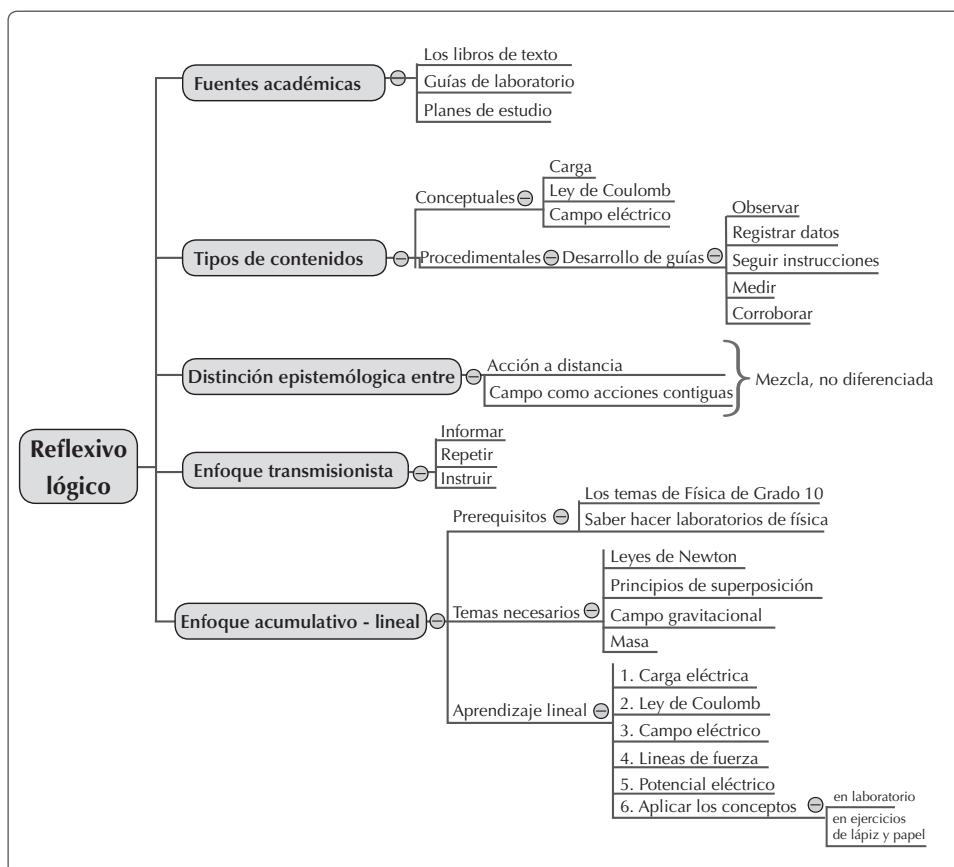 Reflexivo
lógico
Fuentes académicas
Los libros de texto
Guías de laboratorio
Planes de estudio
Tipos de contenidos
Conceptuales
Carga
Ley de Coulomb
Campo eléctrico
Procedimentales
Desarrollo de guías
Observar
Registrar datos
Seguir instrucciones
Medir
Corroborar
Distinción epistémologica entre
Acción a distancia
Campo como acciones contiguas
Mezcla, no diferenciada
Enfoque transmisionista
Informar
Repetir
Instruir
Enfoque acumulativo - lineal
Prerequisitos
Los temas de Física de Grado 10
Saber hacer laboratorios de física
Temas necesarios
Leyes de Newton
Principios de superposición
Campo gravitacional
Masa
Aprendizaje lineal
1. Carga eléctrica
2. Ley de Coulomb
3. Campo eléctrico
4. Lineas de fuerza
5. Potencial eléctrico
6. Aplicar los conceptos
en laboratorio
en ejercicios
de lápiz y papel